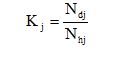 K_j = N_dj / N_hj